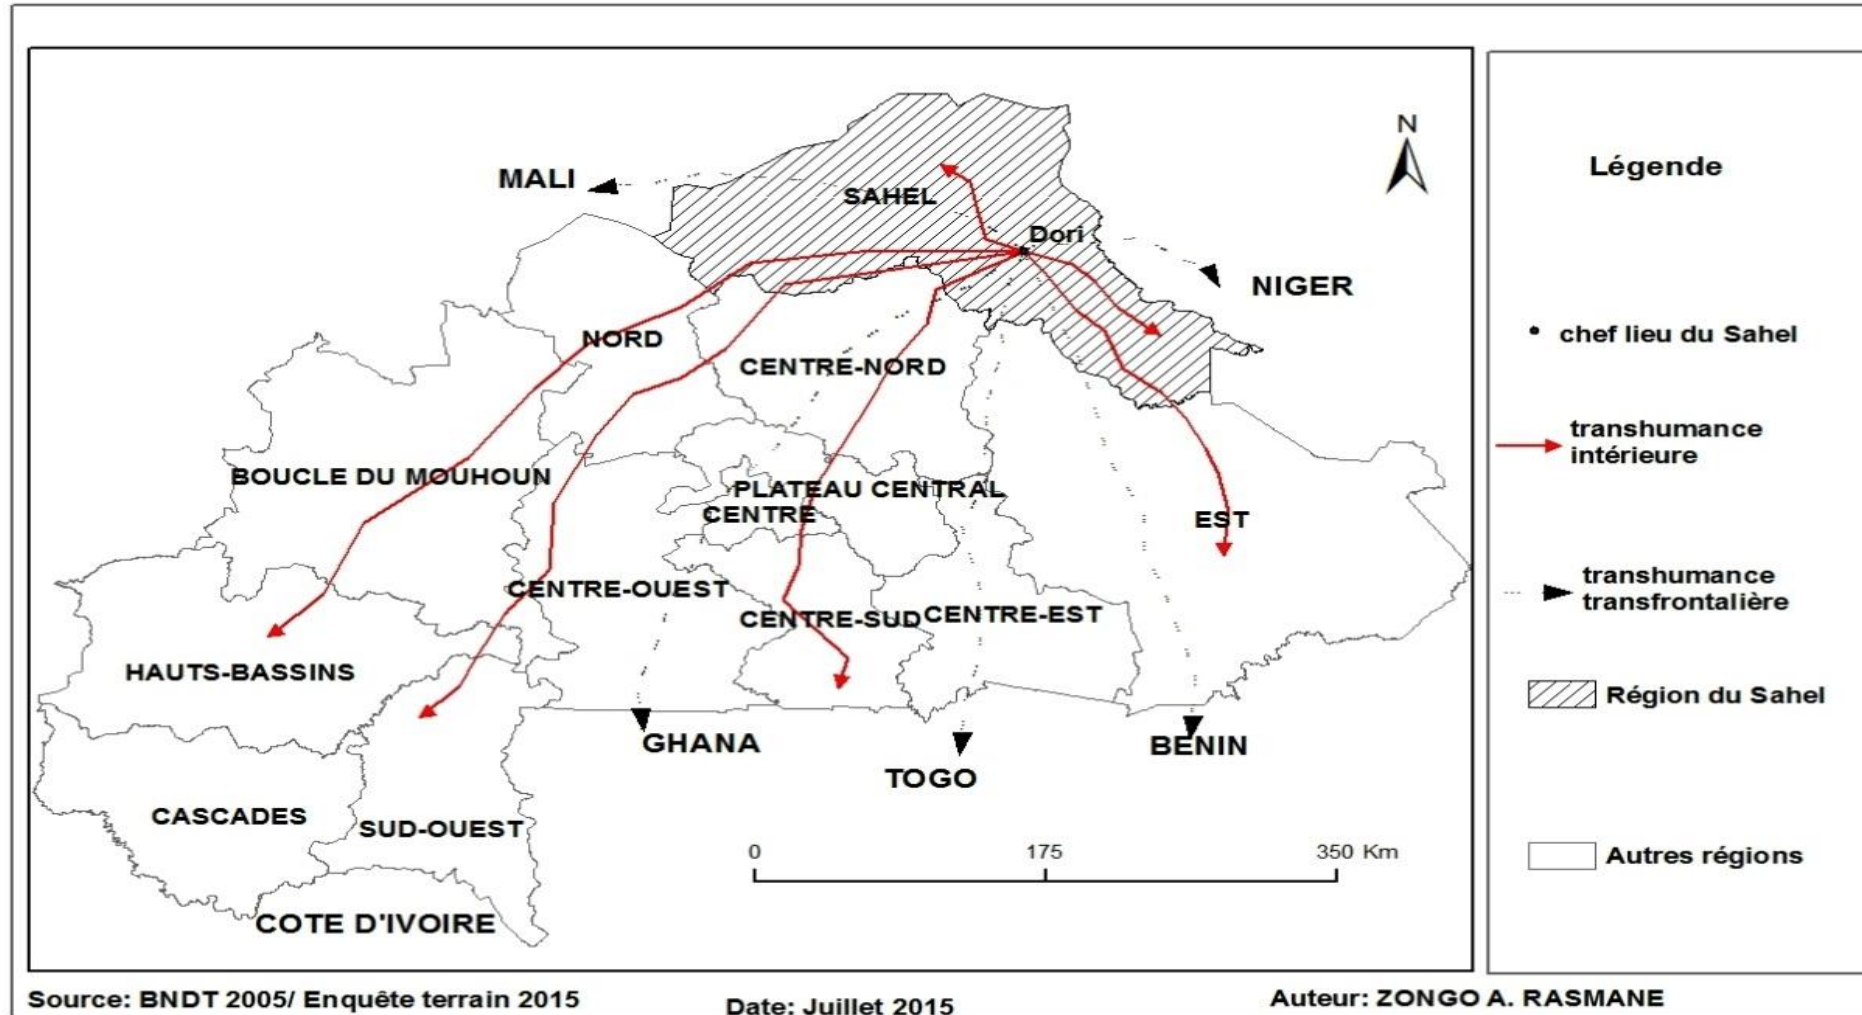 N
Légende
MALI
SAHEL
Dori
NIGER
chef lieu du Sahel
NORD
CENTRE-NORD
transhumance
intérieure
BOUCLE DU MOUHOUN
PLATEAU CENTRAL
CENTRE
EST
CENTRE-OUEST
CENTRE-SUD
CENTRE-EST
transhumance
transfrontalière
HAUTS-BASSINS
Région du Sahel
GHANA
TOGO
BENIN
CASCADES
SUD-OUEST
0 175 350 Km
Autres régions
COTE D'IVOIRE
Source: BNDT 2005/ Enquête terrain 2015
Date: Juillet 2015
Auteur: ZONGO A. RASMANE